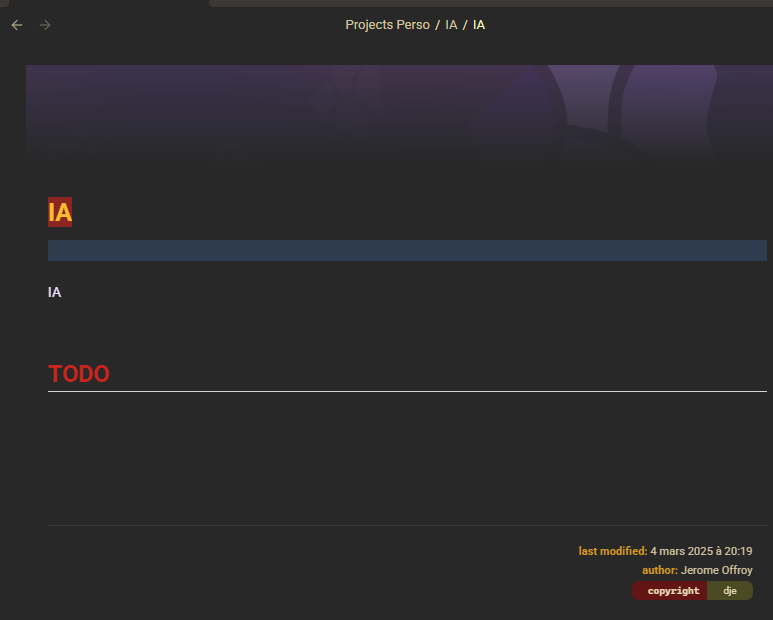 Projects Perso / IA / IA
IA
IA
TODO
last modified: 4 mars 2025 à 20:19
author: Jerome Offroy
copyright dje